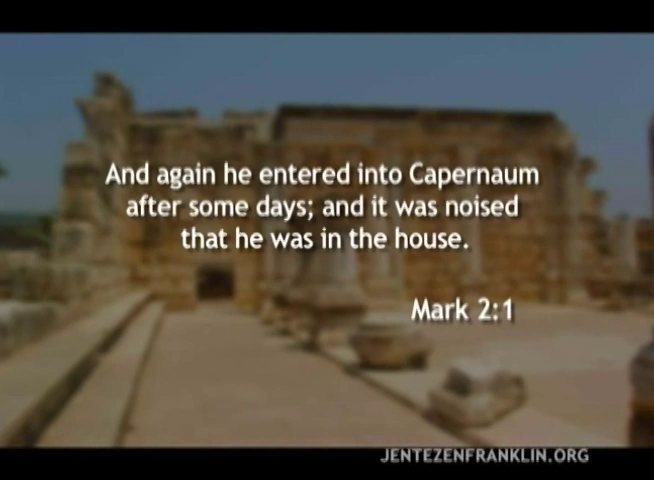 And again he entered into Capernaum
after some days; and it was noised
that he was in the house.
Mark 2:1
JENTEZENFRANKLIN.ORG